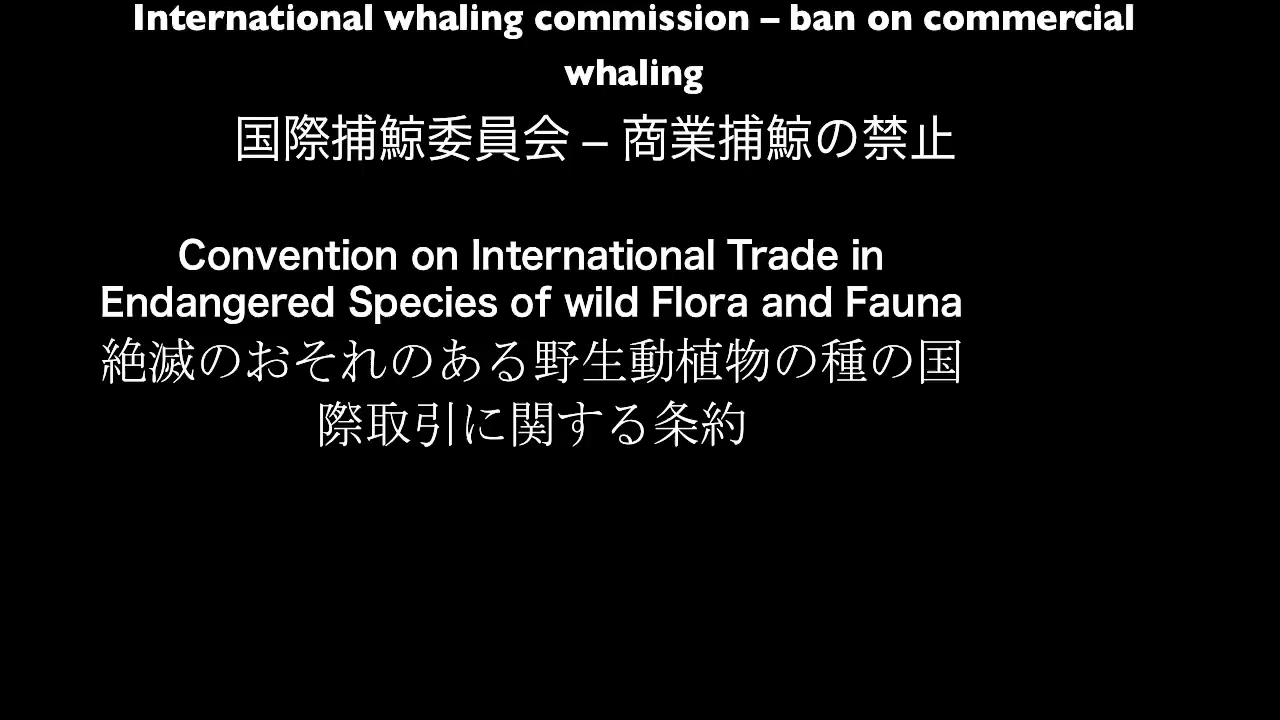 International whaling commission – ban on commercial
whaling
国際捕鯨委員会 – 商業捕鯨の禁止
Convention on International Trade in
Endangered Species of wild Flora and Fauna
絶滅のおそれのある野生動植物の種の国
際取引に関する条約